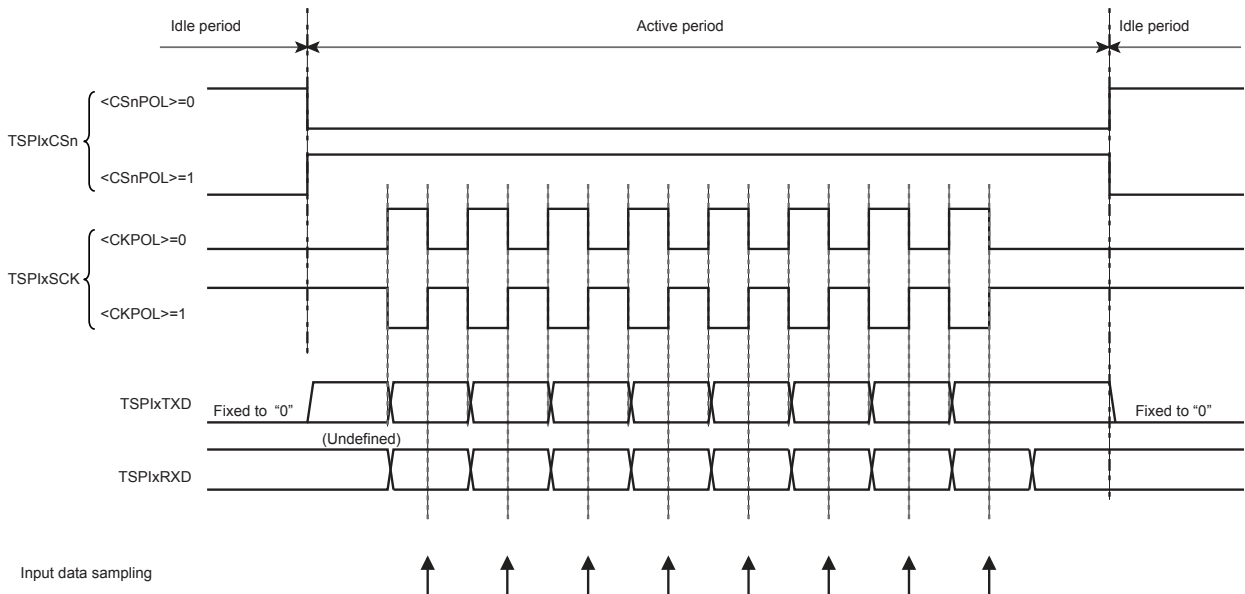 Idle period
Active period
Idle period
<CSnPOL>=0
TSPIxCSn
<CSnPOL>=1
<CKPOL>=0
TSPIxSCK
<CKPOL>=1
TSPIxTXD
Fixed to “0”
Fixed to “0”
(Undefined)
TSPIxRXD
Input data sampling